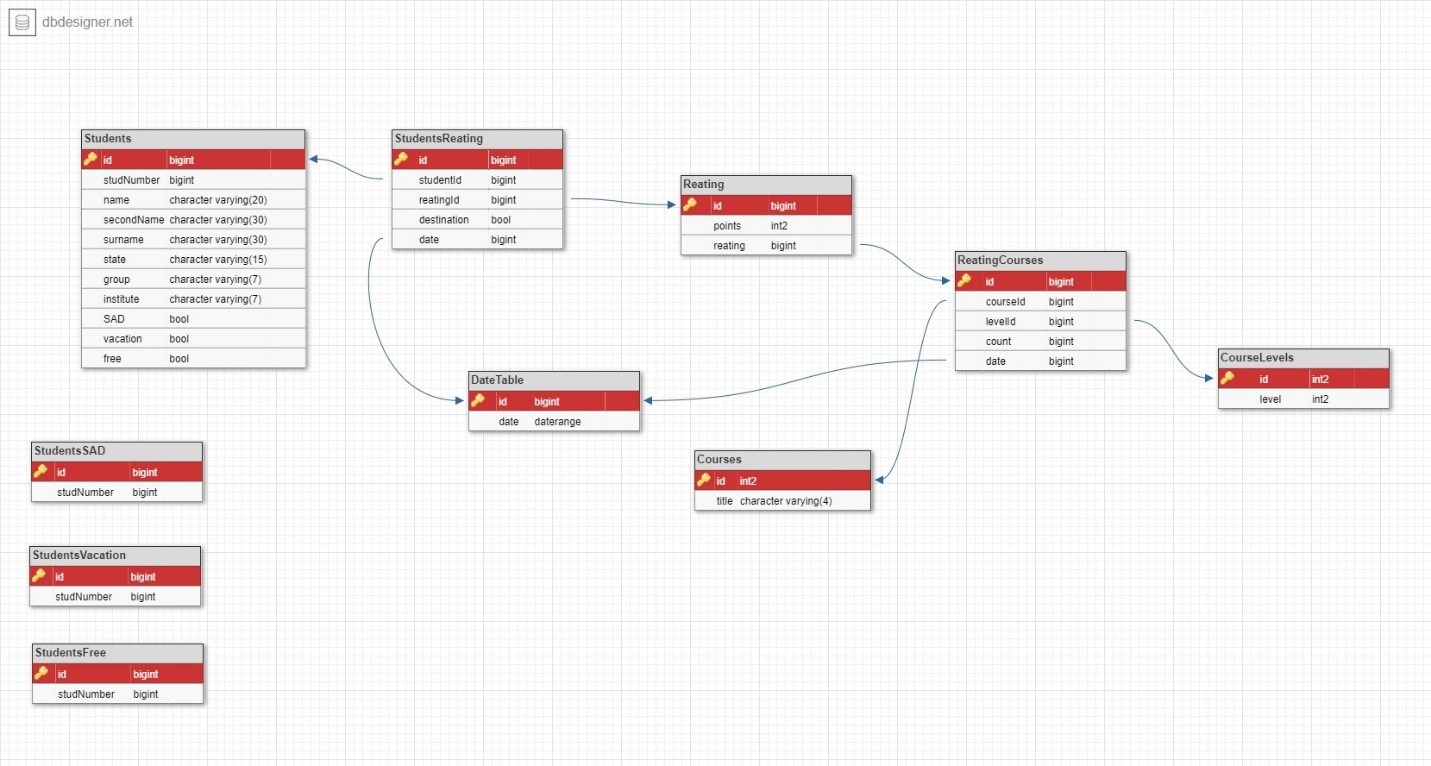 dbdesigner.net
Students
id bigint
studNumber bigint
name character varying(20)
secondName character varying(30)
surname character varying(30)
state character varying(15)
group character varying(7)
institute character varying(7)
SAD bool
vacation bool
free bool
StudentsReating
id bigint
studentId bigint
reatingId bigint
destination bool
date bigint
Reating
id bigint
points int2
reating bigint
ReatingCourses
id bigint
courseId bigint
levelId bigint
count bigint
date bigint
CourseLevels
id int2
level int2
DateTable
id bigint
date daterange
Courses
id int2
title character varying(4)
StudentsSAD
id bigint
studNumber bigint
StudentsVacation
id bigint
studNumber bigint
StudentsFree
id bigint
studNumber bigint